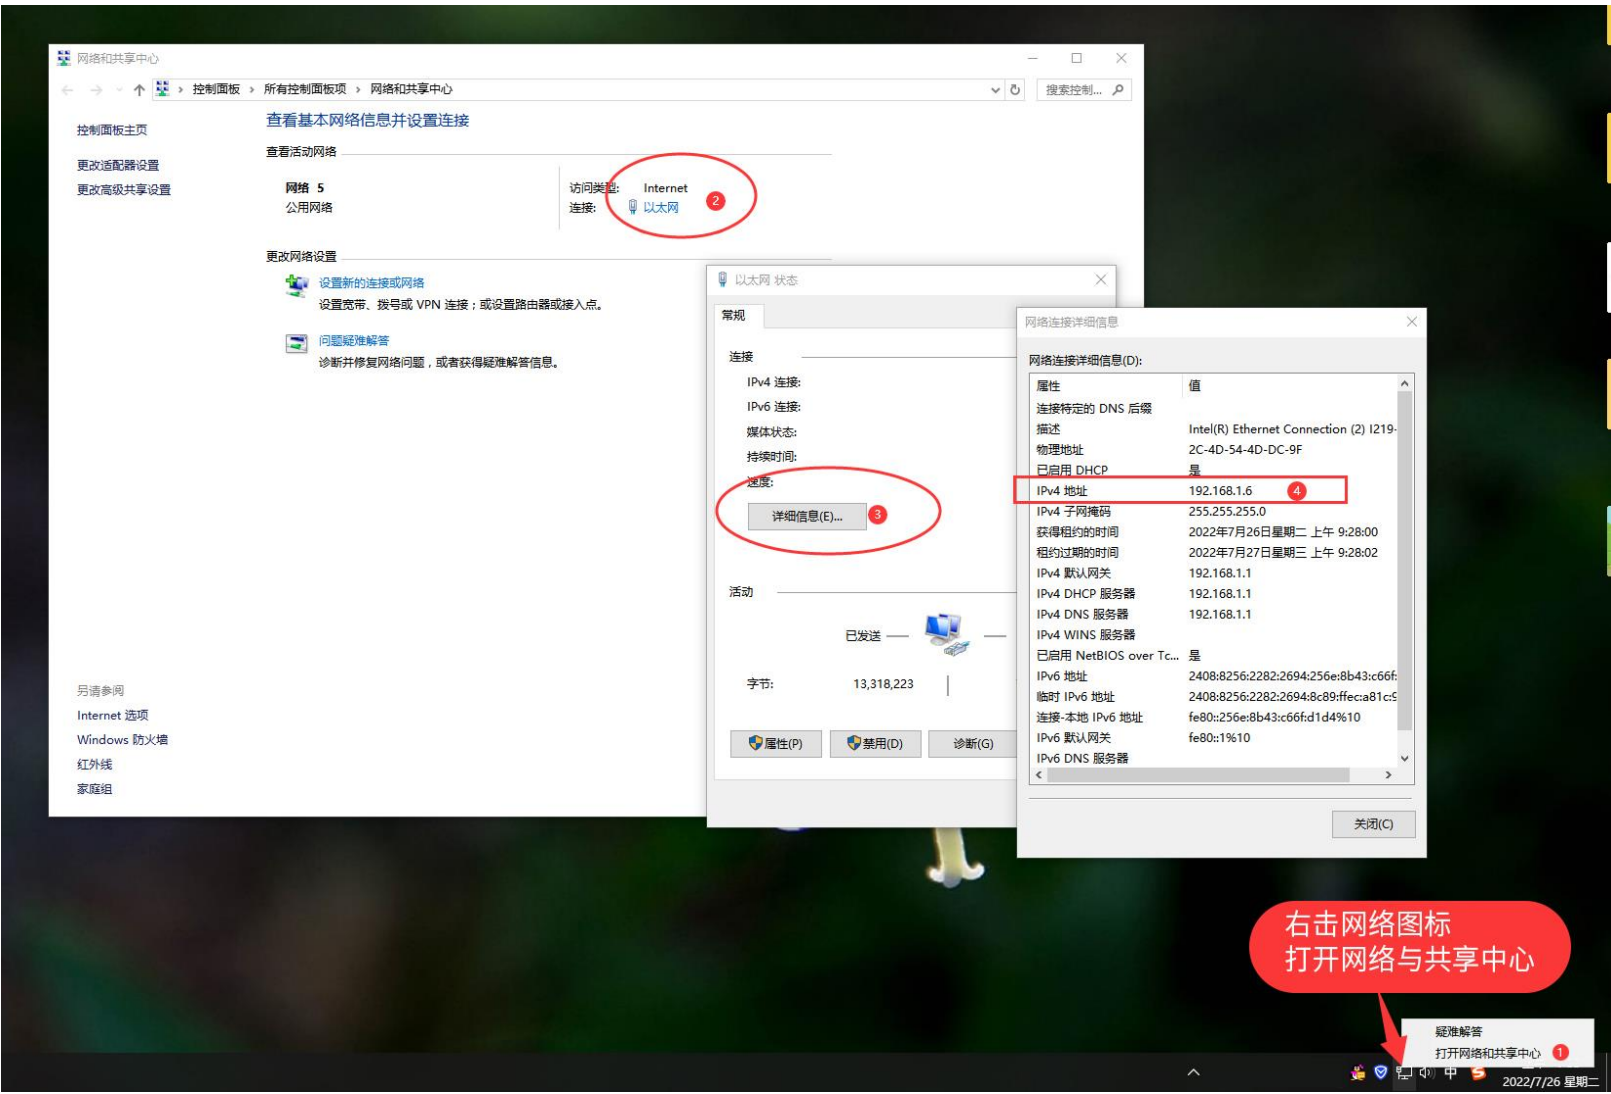 网络和共享中心
控制面板 › 所有控制面板项 › 网络和共享中心
搜索控制...
控制面板主页
更改适配器设置
更改高级共享设置
查看基本网络信息并设置连接
查看活动网络
网络 5
公用网络
访问类型: Internet
连接: 以太网
2
更改网络设置
设置新的连接或网络
设置宽带、拨号或 VPN 连接；或设置路由器或接入点。
问题疑难解答
诊断并修复网络问题，或者获得疑难解答信息。
另请参阅
Internet 选项
Windows 防火墙
红外线
家庭组
以太网 状态
常规
连接
IPv4 连接:
IPv6 连接:
媒体状态:
持续时间:
速度:
详细信息(E)...
3
活动
已发送
字节: 13,318,223
属性(P)
禁用(D)
诊断(G)
网络连接详细信息
网络连接详细信息(D):
属性 值
连接特定的 DNS 后缀
描述 Intel(R) Ethernet Connection (2) I219-
物理地址 2C-4D-54-4D-DC-9F
已启用 DHCP 是
IPv4 地址 192.168.1.6 4
IPv4 子网掩码 255.255.255.0
获得租约的时间 2022年7月26日星期二 上午 9:28:00
租约过期的时间 2022年7月27日星期三 上午 9:28:02
IPv4 默认网关 192.168.1.1
IPv4 DHCP 服务器 192.168.1.1
IPv4 DNS 服务器 192.168.1.1
IPv4 WINS 服务器
已启用 NetBIOS over Tc... 是
IPv6 地址 2408:8256:2282:2694:256e:8b43:c66f:
临时 IPv6 地址 2408:8256:2282:2694:8c89:ffec:a81c:9
连接-本地 IPv6 地址 fe80::256e:8b43:c66f:d1d4%10
IPv6 默认网关 fe80::1%10
IPv6 DNS 服务器
关闭(C)
右击网络图标
打开网络与共享中心
疑难解答
打开网络和共享中心 1
中
2022/7/26 星期二